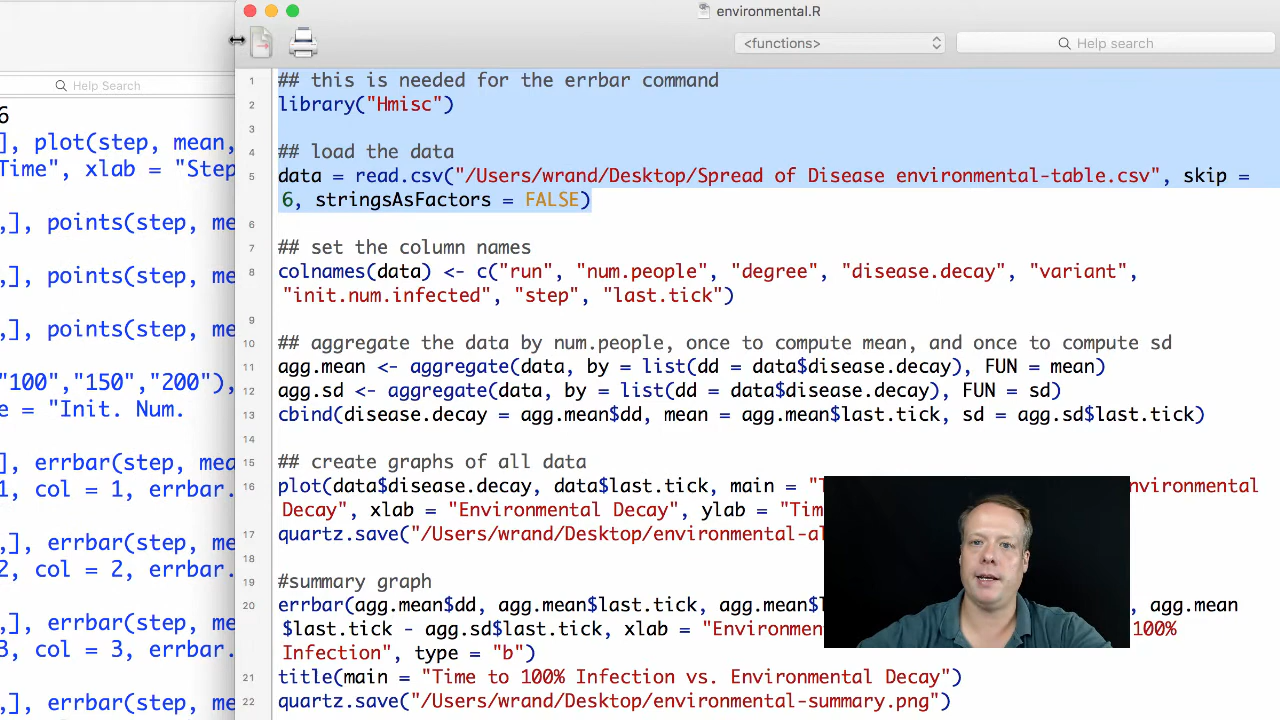 environmental.R
<functions>
Help search
Help Search
6
], plot(step, mean,
Time", xlab = "Step
,], points(step, me
,], points(step, me
,], points(step, me
"100","150","200"),
e = "Init. Num.
], errbar(step, mea
1, col = 1, errbar.
,], errbar(step, me
2, col = 2, errbar.
,], errbar(step, me
3, col = 3, errbar.
,], errbar(step, me
1 ## this is needed for the errbar command
2 library("Hmisc")
3
4 ## load the data
5 data = read.csv("/Users/wrand/Desktop/Spread of Disease environmental-table.csv", skip =
6, stringsAsFactors = FALSE)
6
7 ## set the column names
8 colnames(data) <- c("run", "num.people", "degree", "disease.decay", "variant",
"init.num.infected", "step", "last.tick")
9
10 ## aggregate the data by num.people, once to compute mean, and once to compute sd
11 agg.mean <- aggregate(data, by = list(dd = data$disease.decay), FUN = mean)
12 agg.sd <- aggregate(data, by = list(dd = data$disease.decay), FUN = sd)
13 cbind(disease.decay = agg.mean$dd, mean = agg.mean$last.tick, sd = agg.sd$last.tick)
14
15 ## create graphs of all data
16 plot(data$disease.decay, data$last.tick, main = "T nvironmental
Decay", xlab = "Environmental Decay", ylab = "Tim
17 quartz.save("/Users/wrand/Desktop/environmental-al
18
19 #summary graph
20 errbar(agg.mean$dd, agg.mean$last.tick, agg.mean$l , agg.mean
$last.tick - agg.sd$last.tick, xlab = "Environmen 100%
Infection", type = "b")
21 title(main = "Time to 100% Infection vs. Environmental Decay")
22 quartz.save("/Users/wrand/Desktop/environmental-summary.png")